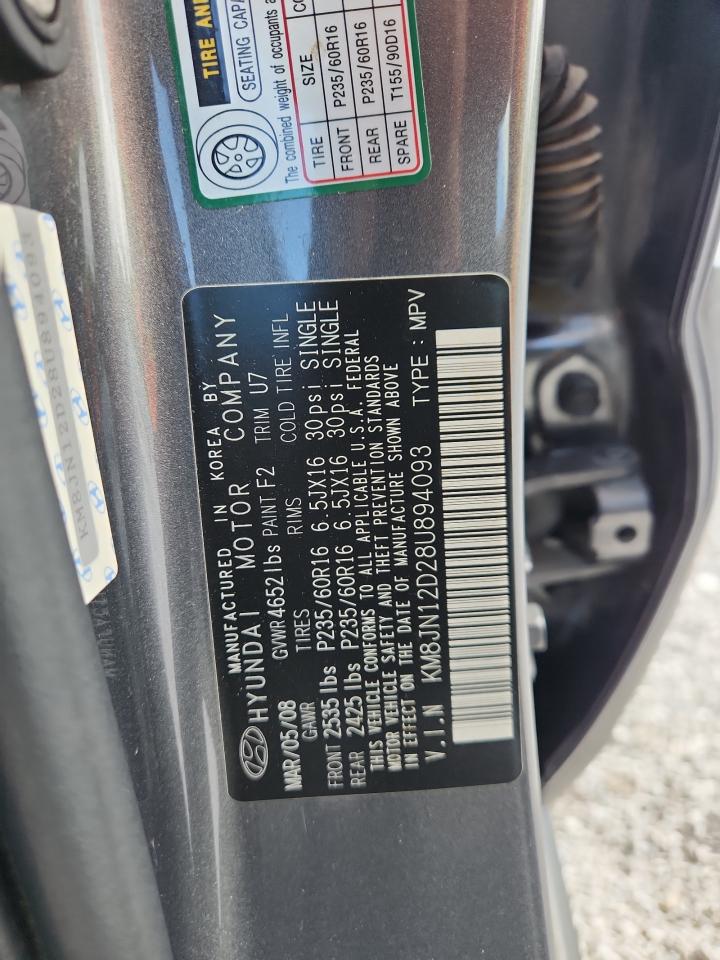 TIRE AND
SEATING CAPA
The combined weight of occupants a
TIRE SIZE CO
FRONT P235/60R16
REAR P235/60R16
SPARE T155/90D16
MANUFACTURED IN KOREA BY
HYUNDAI MOTOR COMPANY
MAR/05/08 GVWR 4652 lbs PAINT F2 TRIM U7
GAWR TIRES RIMS COLD TIRE INFL
FRONT 2535 lbs P235/60R16 6.5JX16 30psi SINGLE
REAR 2425 lbs P235/60R16 6.5JX16 30psi SINGLE
THIS VEHICLE CONFORMS TO ALL APPLICABLE U.S.A. FEDERAL
MOTOR VEHICLE SAFETY AND THEFT PREVENTION STANDARDS
IN EFFECT ON THE DATE OF MANUFACTURE SHOWN ABOVE
V.I.N KM8JN12D28U894093 TYPE : MPV
KM8JN12D28U894093